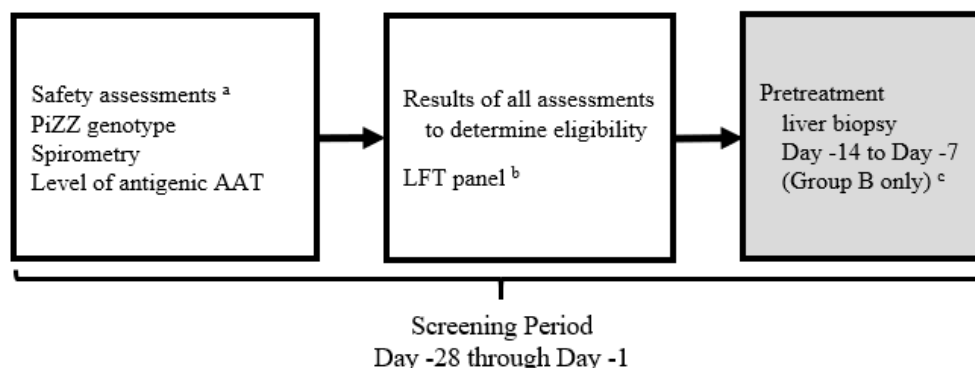 Safety assessments a
PiZZ genotype
Spirometry
Level of antigenic AAT
Results of all assessments
to determine eligibility
LFT panel b
Pretreatment
liver biopsy
Day -14 to Day -7
(Group B only) c
Screening Period
Day -28 through Day -1